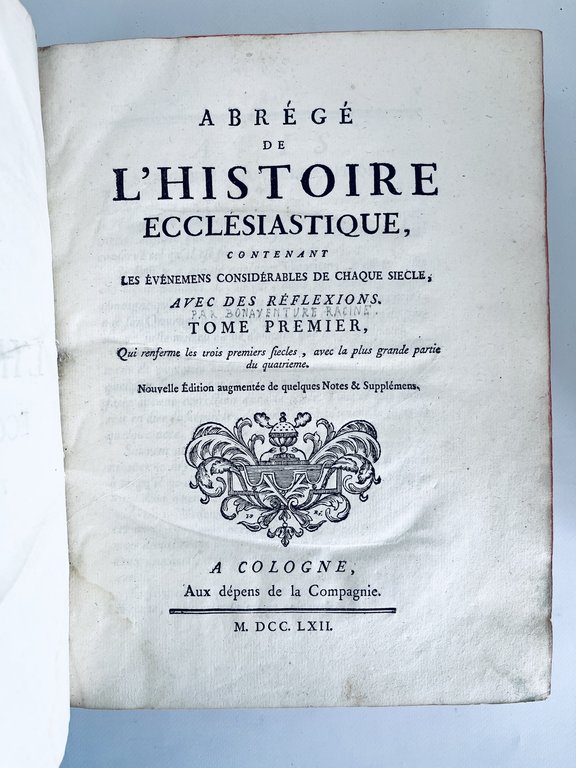 ABRÉGÉ
DE
L'HISTOIRE
ECCLÉSIASTIQUE,
CONTENANT
LES ÉVÉNEMENS CONSIDÉRABLES DE CHAQUE SIECLE,
AVEC DES RÉFLEXIONS.
PAR BONAVENTURE RACINE.
TOME PREMIER,
Qui renferme les trois premiers ſiecles, avec la plus grande partie
du quatrieme.
Nouvelle Édition augmentée de quelques Notes & Supplémens.
A COLOGNE,
Aux dépens de la Compagnie.
M. DCC. LXII.